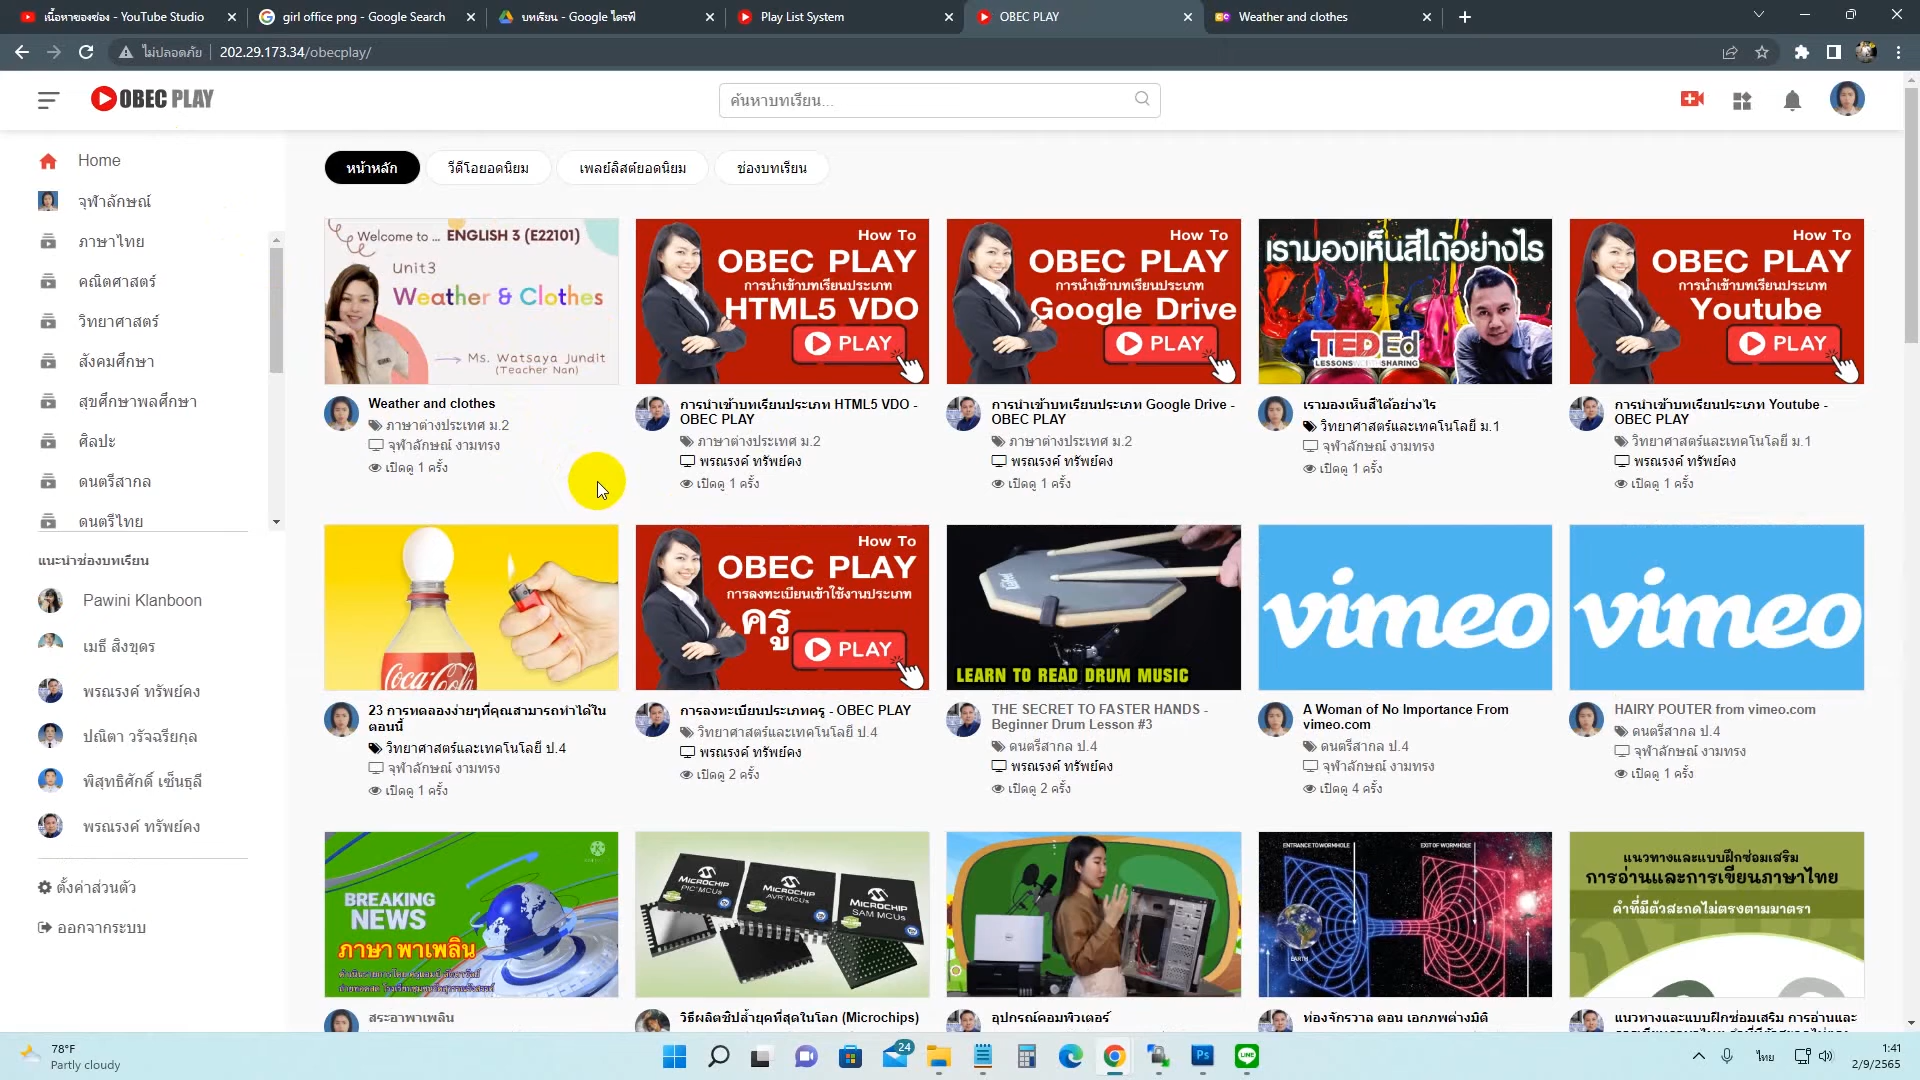 เนื้อหาของช่อง - YouTube Studio
girl office png - Google Search
บทเรียน - Google ไดรฟ์
Play List System
OBEC PLAY
Weather and clothes
ไม่ปลอดภัย
202.29.173.34/obecplay/
OBEC PLAY
ค้นหาบทเรียน...
Home
จุฬาลักษณ์
ภาษาไทย
คณิตศาสตร์
วิทยาศาสตร์
สังคมศึกษา
สุขศึกษาพลศึกษา
ศิลปะ
ดนตรีสากล
ดนตรีไทย
แนะนำช่องบทเรียน
Pawini Klanboon
เมธี สิงขุดร
พรณรงค์ ทรัพย์คง
ปณิตา วรัจฉรียกุล
พิสุทธิศักดิ์ เซ็นธุลี
พรณรงค์ ทรัพย์คง
ตั้งค่าส่วนตัว
ออกจากระบบ
หน้าหลัก
วีดีโอยอดนิยม
เพลย์ลิสต์ยอดนิยม
ช่องบทเรียน
Welcome to ... ENGLISH 3 (E22101)
Unit3
Weather & Clothes
Ms. Watsaya Jundit
(Teacher Nan)
Weather and clothes
ภาษาต่างประเทศ ม.2
จุฬาลักษณ์ งามทรง
เปิดดู 1 ครั้ง
How To
OBEC PLAY
การนำเข้าบทเรียนประเภท
HTML5 VDO
PLAY
การนำเข้าบทเรียนประเภท HTML5 VDO -
OBEC PLAY
ภาษาต่างประเทศ ม.2
พรณรงค์ ทรัพย์คง
เปิดดู 1 ครั้ง
How To
OBEC PLAY
การนำเข้าบทเรียนประเภท
Google Drive
PLAY
การนำเข้าบทเรียนประเภท Google Drive -
OBEC PLAY
ภาษาต่างประเทศ ม.2
พรณรงค์ ทรัพย์คง
เปิดดู 1 ครั้ง
เรามองเห็นสีได้อย่างไร
TEDEd
LESSONS WORTH SHARING
เรามองเห็นสีได้อย่างไร
วิทยาศาสตร์และเทคโนโลยี ม.1
จุฬาลักษณ์ งามทรง
เปิดดู 1 ครั้ง
How To
OBEC PLAY
การนำเข้าบทเรียนประเภท
Youtube
PLAY
การนำเข้าบทเรียนประเภท Youtube -
OBEC PLAY
วิทยาศาสตร์และเทคโนโลยี ม.1
พรณรงค์ ทรัพย์คง
เปิดดู 1 ครั้ง
Coca-Col
23 การทดลองง่ายๆที่คุณสามารถทำได้ใน
ตอนนี้
วิทยาศาสตร์และเทคโนโลยี ป.4
จุฬาลักษณ์ งามทรง
เปิดดู 1 ครั้ง
How To
OBEC PLAY
การลงทะเบียนเข้าใช้งานประเภท
ครู
PLAY
การลงทะเบียนประเภทครู - OBEC PLAY
วิทยาศาสตร์และเทคโนโลยี ป.4
พรณรงค์ ทรัพย์คง
เปิดดู 2 ครั้ง
LEARN TO READ DRUM MUSIC
THE SECRET TO FASTER HANDS -
Beginner Drum Lesson #3
ดนตรีสากล ป.4
พรณรงค์ ทรัพย์คง
เปิดดู 2 ครั้ง
vimeo
A Woman of No Importance From
vimeo.com
ดนตรีสากล ป.4
จุฬาลักษณ์ งามทรง
เปิดดู 4 ครั้ง
vimeo
HAIRY POUTER from vimeo.com
ดนตรีสากล ป.4
จุฬาลักษณ์ งามทรง
เปิดดู 1 ครั้ง
BREAKING
NEWS
ภาษา พาเพลิน
สระอาพาเพลิน
MICROCHIP
PIC MCUs
MICROCHIP
AVR MCUs
MICROCHIP
SAM MCUs
วิธีผลิตชิปล้ำยุคที่สุดในโลก (Microchips)
อุปกรณ์คอมพิวเตอร์
ENTRANCE TO WORMHOLE
EXIT OF WORMHOLE
EARTH
ท่องจักรวาล ตอน เอกภพต่างมิติ
แนวทางและแบบฝึกซ่อมเสริม
การอ่านและการเขียนภาษาไทย
คำที่มีตัวสะกดไม่ตรงตามมาตรา
แนวทางและแบบฝึกซ่อมเสริม การอ่านและ
78°F
Partly cloudy
24
Ps
LINE
ไทย
1:41
2/9/2565